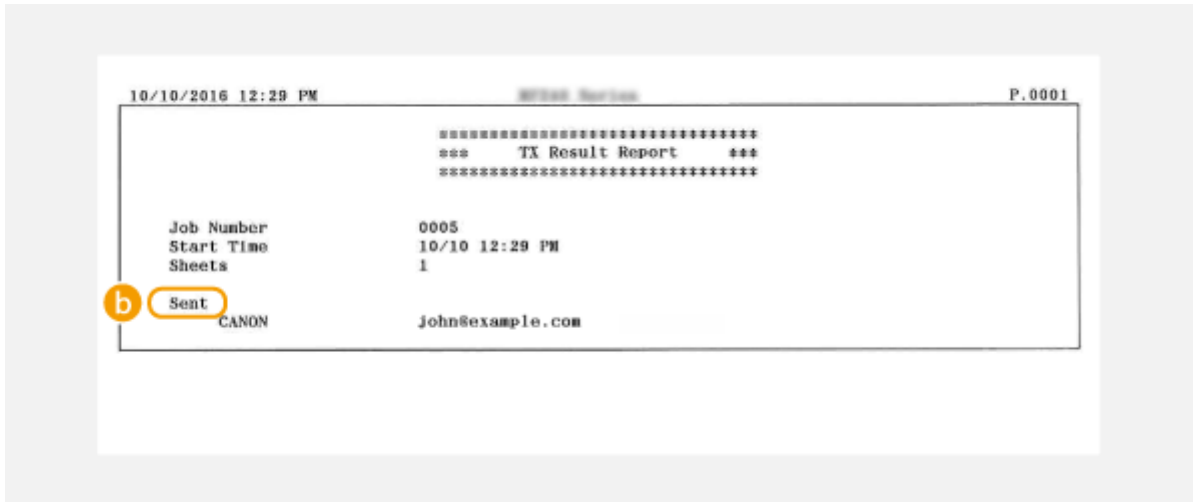 10/10/2016 12:29 PM P.0001
********************************
*** TX Result Report ***
********************************
Job Number 0005
Start Time 10/10 12:29 PM
Sheets 1
b Sent
CANON john@example.com